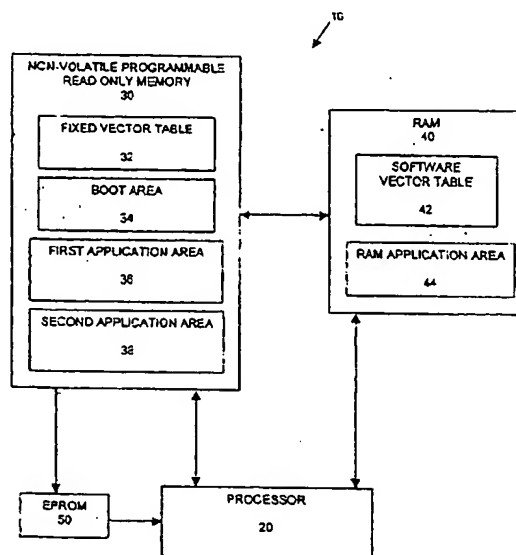 10
NON-VOLATILE PROGRAMMABLE
READ ONLY MEMORY
30
FIXED VECTOR TABLE
32
BOOT AREA
34
FIRST APPLICATION AREA
36
SECOND APPLICATION AREA
38
RAM
40
SOFTWARE
VECTOR TABLE
42
RAM APPLICATION AREA
44
EPROM
50
PROCESSOR
20